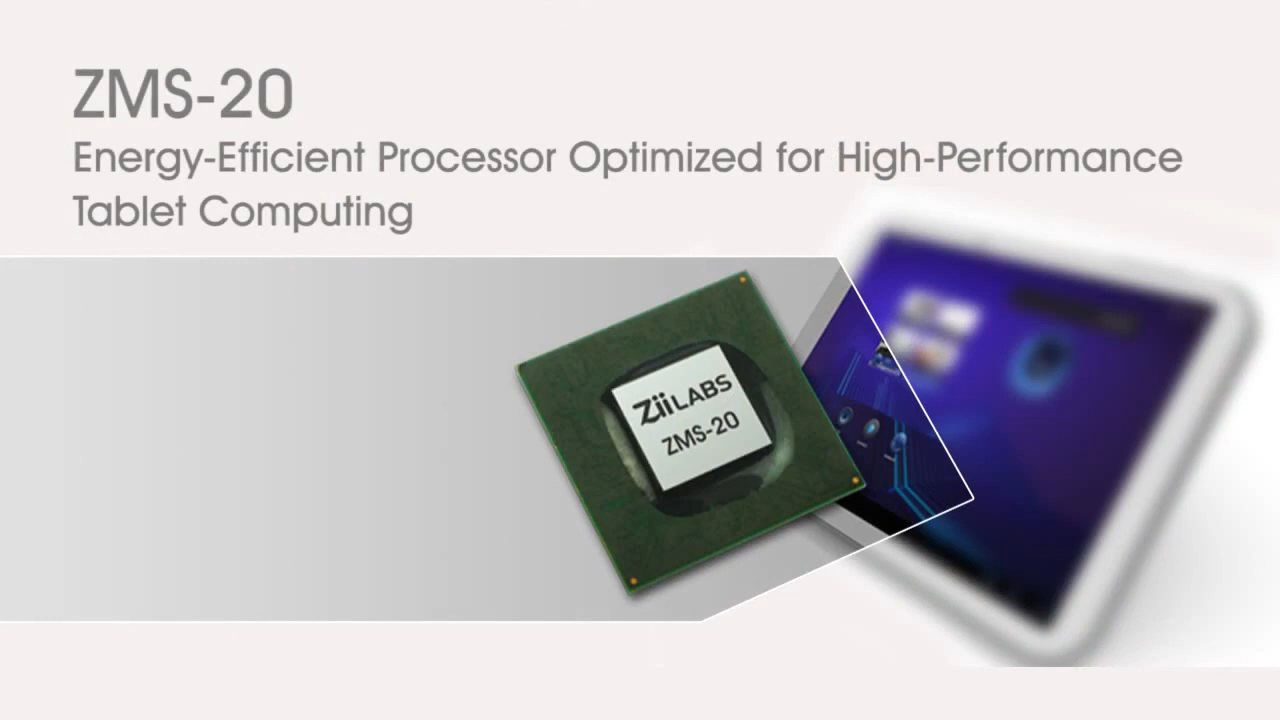 ZMS-20
Energy-Efficient Processor Optimized for High-Performance
Tablet Computing
ZiiLABS
ZMS-20